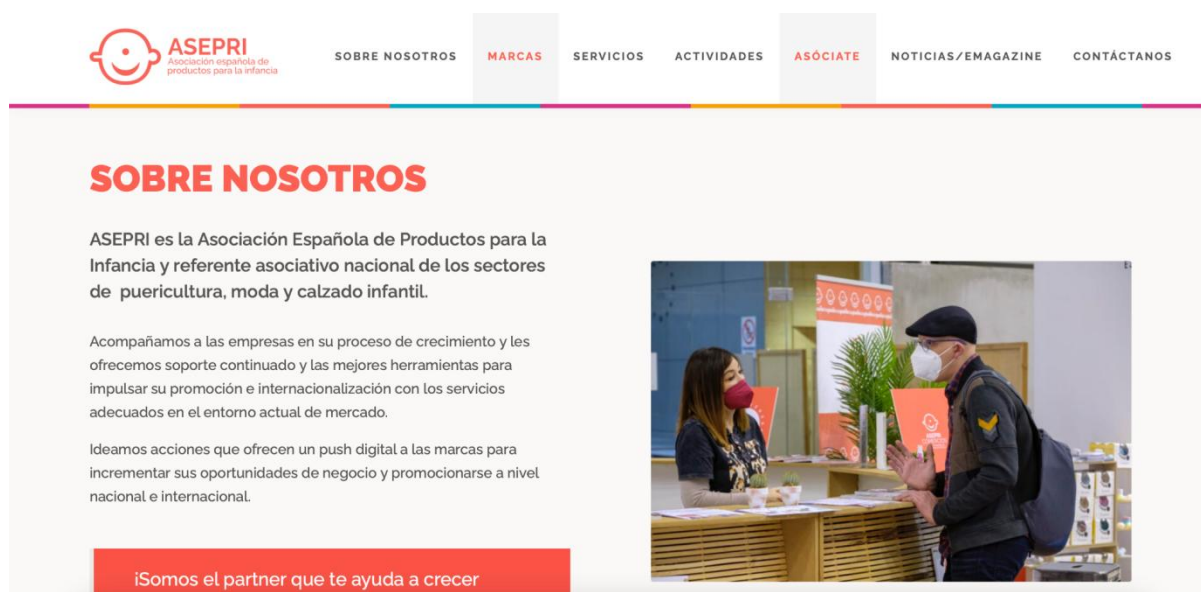 ASEPRI
Asociación española de
productos para la infancia
SOBRE NOSOTROS
MARCAS
SERVICIOS
ACTIVIDADES
ASÓCIATE
NOTICIAS/EMAGAZINE
CONTÁCTANOS
SOBRE NOSOTROS
ASEPRI es la Asociación Española de Productos para la
Infancia y referente asociativo nacional de los sectores
de puericultura, moda y calzado infantil.
Acompañamos a las empresas en su proceso de crecimiento y les
ofrecemos soporte continuado y las mejores herramientas para
impulsar su promoción e internacionalización con los servicios
adecuados en el entorno actual de mercado.
Ideamos acciones que ofrecen un push digital a las marcas para
incrementar sus oportunidades de negocio y promocionarse a nivel
nacional e internacional.
¡Somos el partner que te ayuda a crecer
ASEPRI